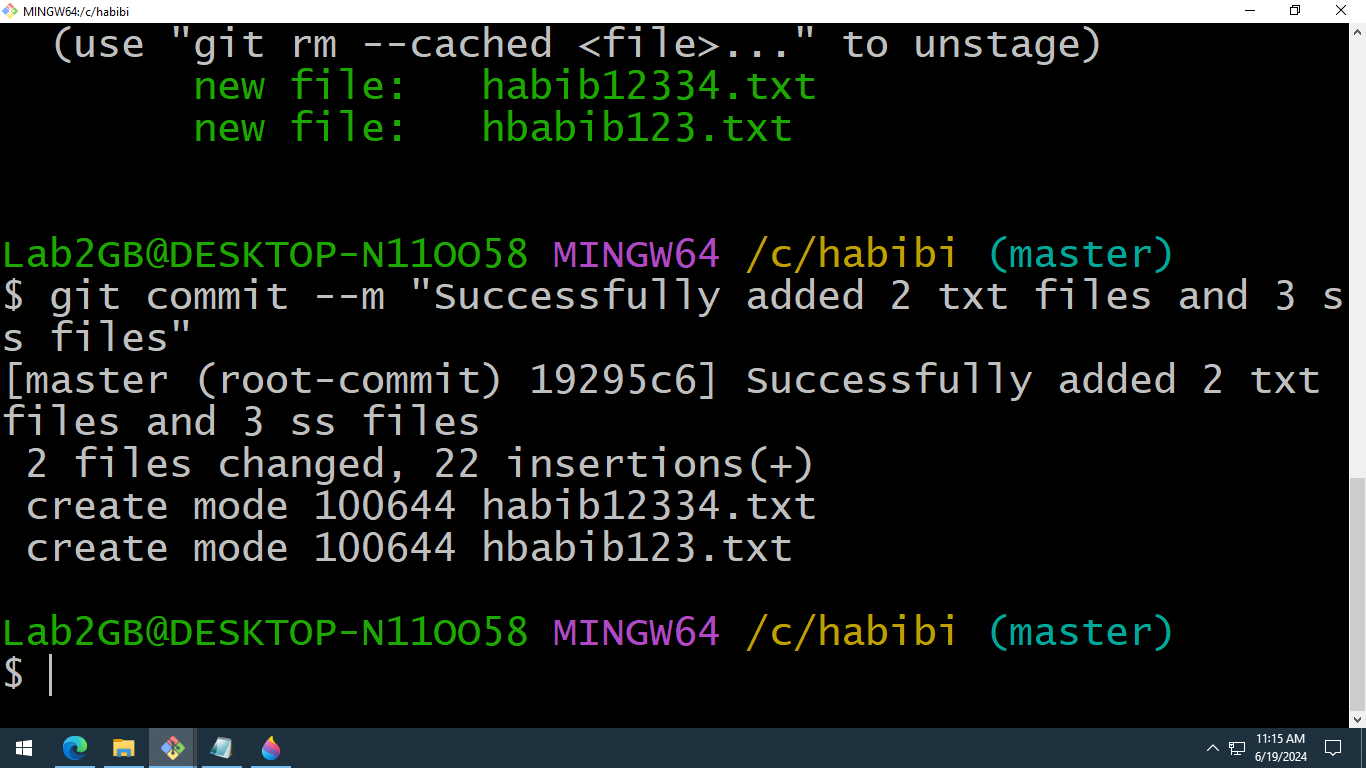 MINGW64:/c/habibi
(use "git rm --cached <file>..." to unstage)
new file:   habib12334.txt
new file:   hbabib123.txt
Lab2GB@DESKTOP-N11OO58 MINGW64 /c/habibi (master)
$ git commit --m "Successfully added 2 txt files and 3 s
s files"
[master (root-commit) 19295c6] Successfully added 2 txt
files and 3 ss files
2 files changed, 22 insertions(+)
create mode 100644 habib12334.txt
create mode 100644 hbabib123.txt
Lab2GB@DESKTOP-N11OO58 MINGW64 /c/habibi (master)
$
11:15 AM
6/19/2024